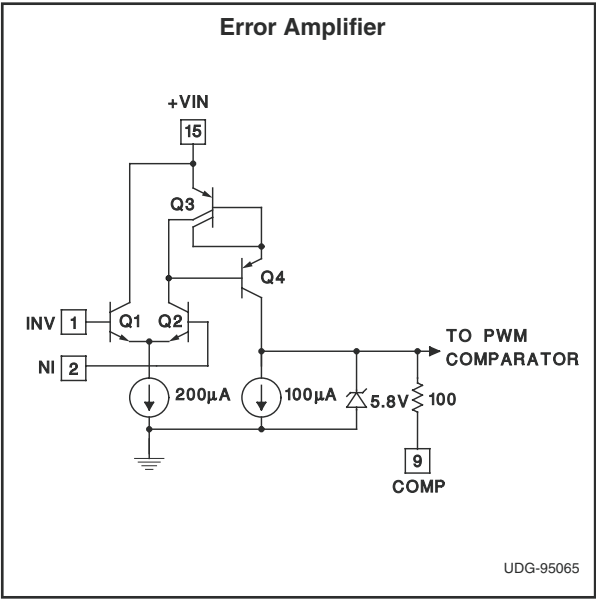 Error Amplifier
+VIN
15
Q3
Q4
INV 1 Q1 Q2
NI 2
TO PWM
COMPARATOR
200µA 100µA 5.8V 100
9
COMP
UDG-95065